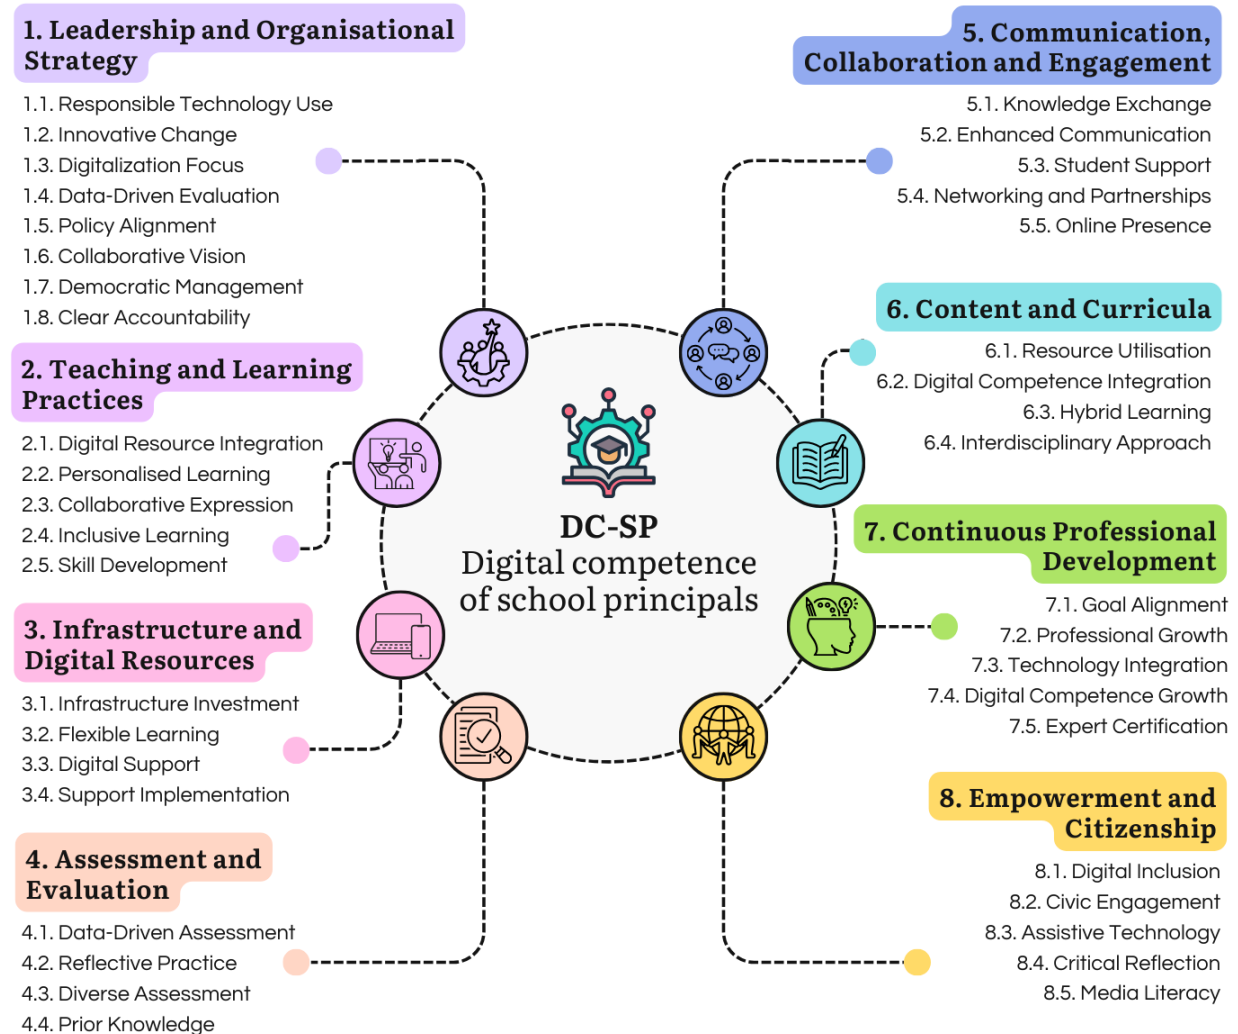 1. Leadership and Organisational
Strategy
1.1. Responsible Technology Use
1.2. Innovative Change
1.3. Digitalization Focus
1.4. Data-Driven Evaluation
1.5. Policy Alignment
1.6. Collaborative Vision
1.7. Democratic Management
1.8. Clear Accountability
2. Teaching and Learning
Practices
2.1. Digital Resource Integration
2.2. Personalised Learning
2.3. Collaborative Expression
2.4. Inclusive Learning
2.5. Skill Development
3. Infrastructure and
Digital Resources
3.1. Infrastructure Investment
3.2. Flexible Learning
3.3. Digital Support
3.4. Support Implementation
4. Assessment and
Evaluation
4.1. Data-Driven Assessment
4.2. Reflective Practice
4.3. Diverse Assessment
4.4. Prior Knowledge
DC-SP
Digital competence
of school principals
5. Communication,
Collaboration and Engagement
5.1. Knowledge Exchange
5.2. Enhanced Communication
5.3. Student Support
5.4. Networking and Partnerships
5.5. Online Presence
6. Content and Curricula
6.1. Resource Utilisation
6.2. Digital Competence Integration
6.3. Hybrid Learning
6.4. Interdisciplinary Approach
7. Continuous Professional
Development
7.1. Goal Alignment
7.2. Professional Growth
7.3. Technology Integration
7.4. Digital Competence Growth
7.5. Expert Certification
8. Empowerment and
Citizenship
8.1. Digital Inclusion
8.2. Civic Engagement
8.3. Assistive Technology
8.4. Critical Reflection
8.5. Media Literacy